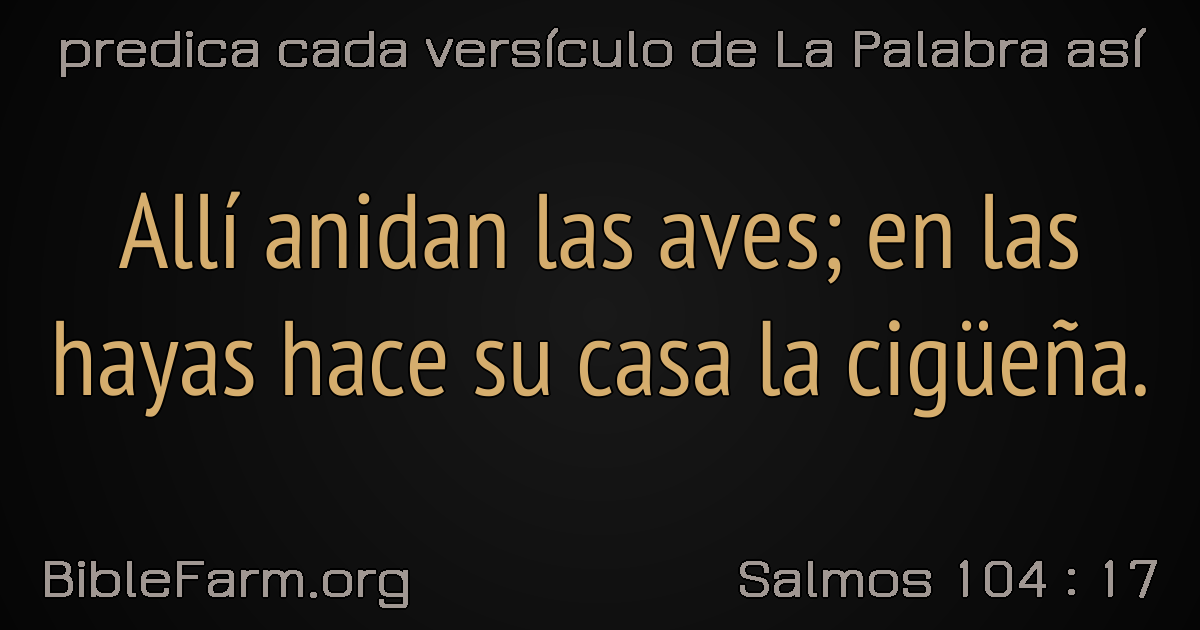 predica cada versículo de La Palabra así
Allí anidan las aves; en las
hayas hace su casa la cigüeña.
BibleFarm.org
Salmos 104 : 17